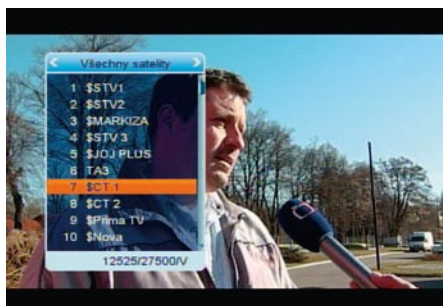 Všechny satelity
1 $STV1
2 $STV2
3 $MARKIZA
4 $STV 3
5 $JOJ PLUS
6 TA3
7 $CT 1
8 $CT 2
9 $Prima TV
10 $Nova
12525/27500/V